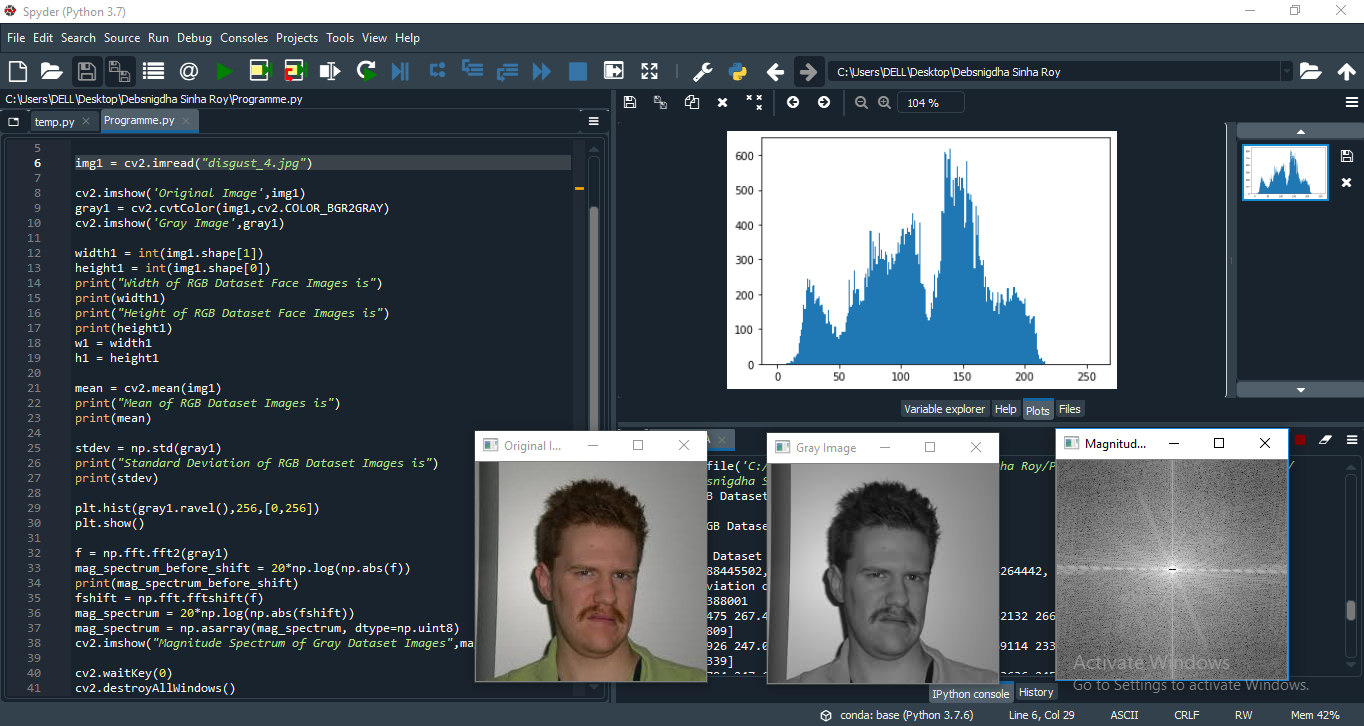 Spyder (Python 3.7)
File Edit Search Source Run Debug Consoles Projects Tools View Help
C:\Users\DELL\Desktop\Debsnigdha Sinha Roy
C:\Users\DELL\Desktop\Debsnigdha Sinha Roy\Programme.py
temp.py
Programme.py
5
6 img1 = cv2.imread("disgust_4.jpg")
7
8 cv2.imshow('Original Image',img1)
9 gray1 = cv2.cvtColor(img1,cv2.COLOR_BGR2GRAY)
10 cv2.imshow('Gray Image',gray1)
11
12 width1 = int(img1.shape[1])
13 height1 = int(img1.shape[0])
14 print("Width of RGB Dataset Face Images is")
15 print(width1)
16 print("Height of RGB Dataset Face Images is")
17 print(height1)
18 w1 = width1
19 h1 = height1
20
21 mean = cv2.mean(img1)
22 print("Mean of RGB Dataset Images is")
23 print(mean)
24
25 stdev = np.std(gray1)
26 print("Standard Deviation of RGB Dataset Images is")
27 print(stdev)
28
29 plt.hist(gray1.ravel(),256,[0,256])
30 plt.show()
31
32 f = np.fft.fft2(gray1)
33 mag_spectrum_before_shift = 20*np.log(np.abs(f))
34 print(mag_spectrum_before_shift)
35 fshift = np.fft.fftshift(f)
36 mag_spectrum = 20*np.log(np.abs(fshift))
37 mag_spectrum = np.asarray(mag_spectrum, dtype=np.uint8)
38 cv2.imshow("Magnitude Spectrum of Gray Dataset Images",ma
39
40 cv2.waitKey(0)
41 cv2.destroyAllWindows()
104 %
600
500
400
300
200
100
0
0 50 100 150 200 250
Variable explorer Help Plots Files
Original I...
Gray Image
Magnitud...
file('C:/
ha Roy/P
B Dataset
GB Datase
Dataset
88445502,
264442,
viation o
388001
475 267.4
2132 266
809]
926 247.0
9114 233
339]
Activate Windows
Go to Settings to activate Windows.
IPython console History
conda: base (Python 3.7.6) Line 6, Col 29 ASCII CRLF RW Mem 42%